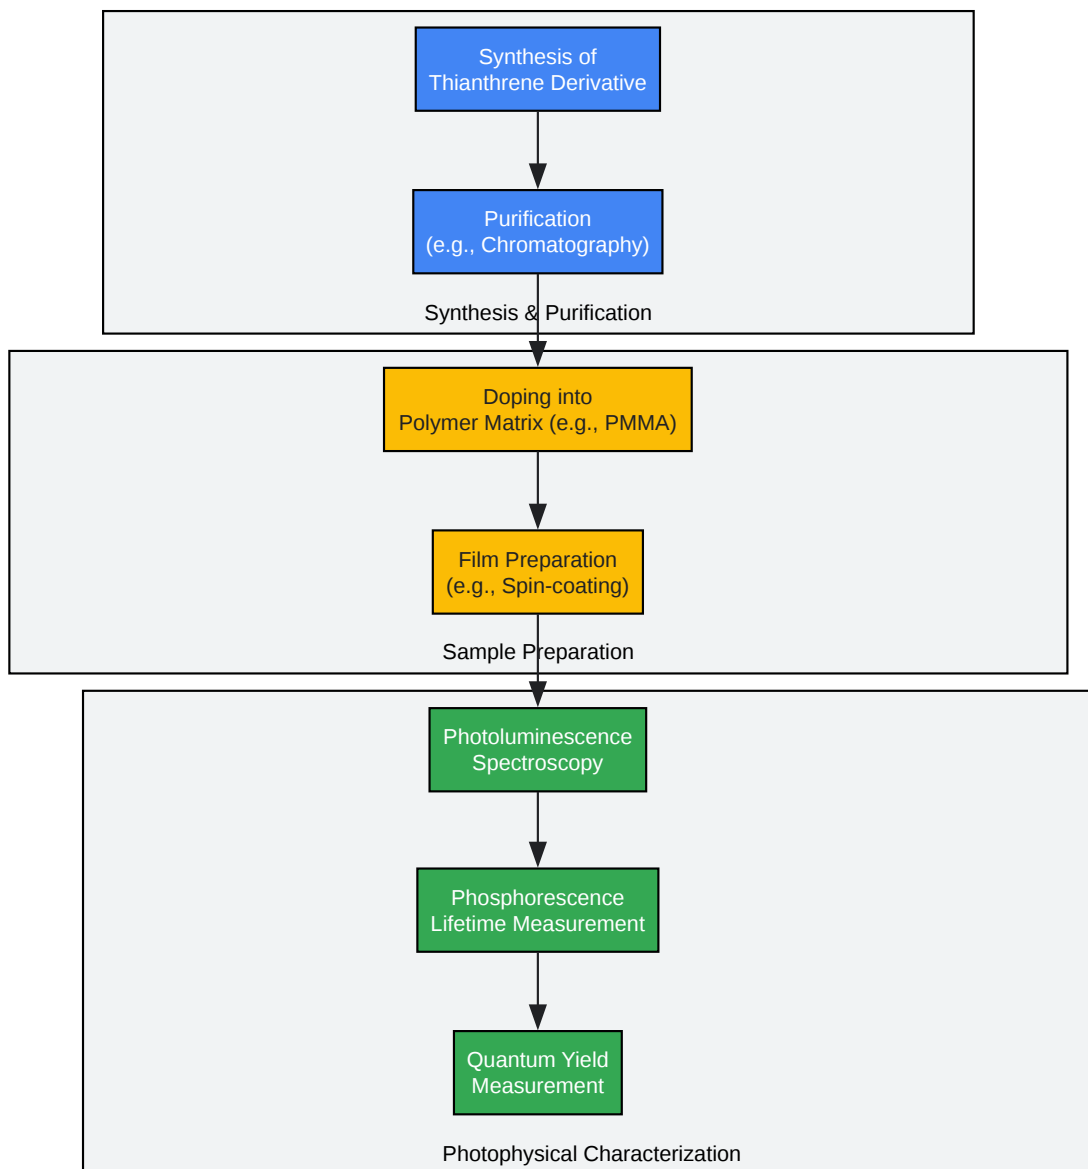 Synthesis of
Thianthrene Derivative
Purification
(e.g., Chromatography)
Synthesis & Purification
Doping into
Polymer Matrix (e.g., PMMA)
Film Preparation
(e.g., Spin-coating)
Sample Preparation
Photoluminescence
Spectroscopy
Phosphorescence
Lifetime Measurement
Quantum Yield
Measurement
Photophysical Characterization